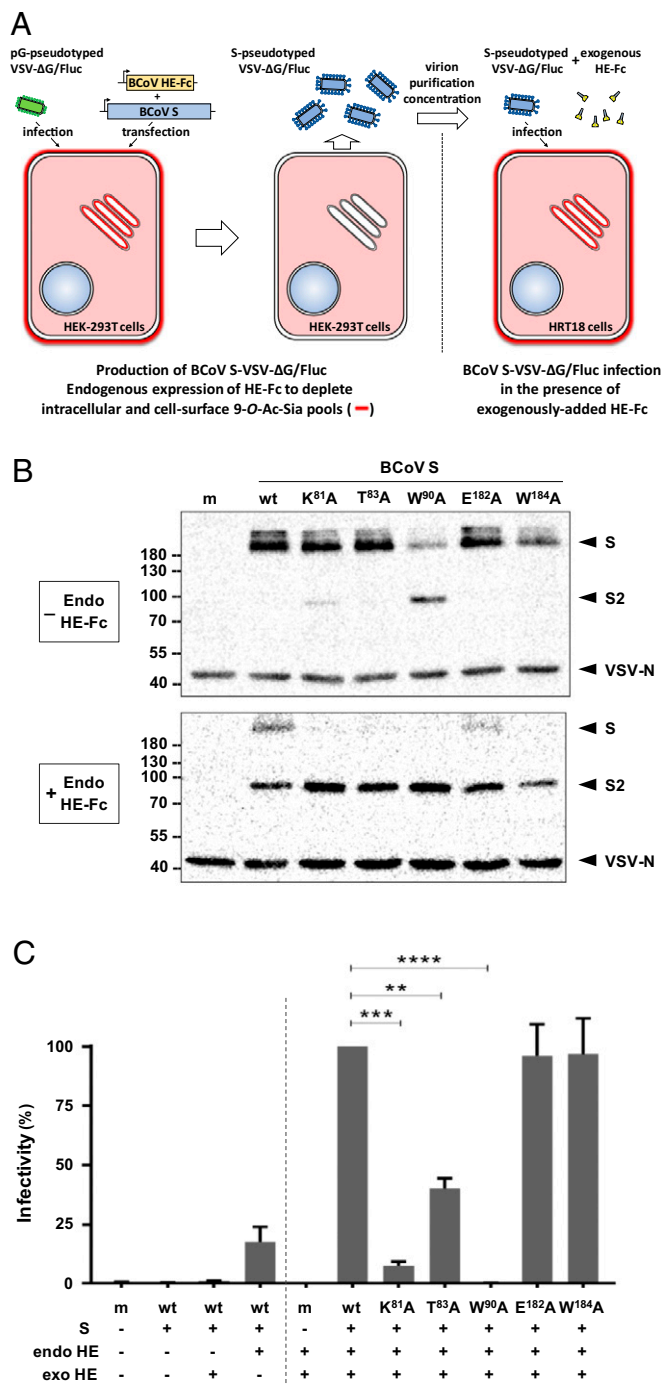 A
pG-pseudotyped
VSV-ΔG/Fluc
BCoV HE-Fc
+
BCoV S
infection
transfection
HEK-293T cells
S-pseudotyped
VSV-ΔG/Fluc
HEK-293T cells
virion
purification
concentration
S-pseudotyped + exogenous
VSV-ΔG/Fluc HE-Fc
infection
HRT18 cells
Production of BCoV S-VSV-ΔG/Fluc
Endogenous expression of HE-Fc to deplete
intracellular and cell-surface 9-O-Ac-Sia pools ( )
BCoV S-VSV-ΔG/Fluc infection
in the presence of
exogenously-added HE-Fc
B
BCoV S
m wt K81A T83A W90A E182A W184A
– Endo
HE-Fc
180
130
100
70
55
40
S
S2
VSV-N
+ Endo
HE-Fc
180
130
100
70
55
40
S
S2
VSV-N
C
Infectivity (%)
100
75
50
25
0
****
**
***
m wt wt wt m wt K81A T83A W90A E182A W184A
S - + + + - + + + + + +
endo HE - - - + + + + + + + +
exo HE - - + - + + + + + + +